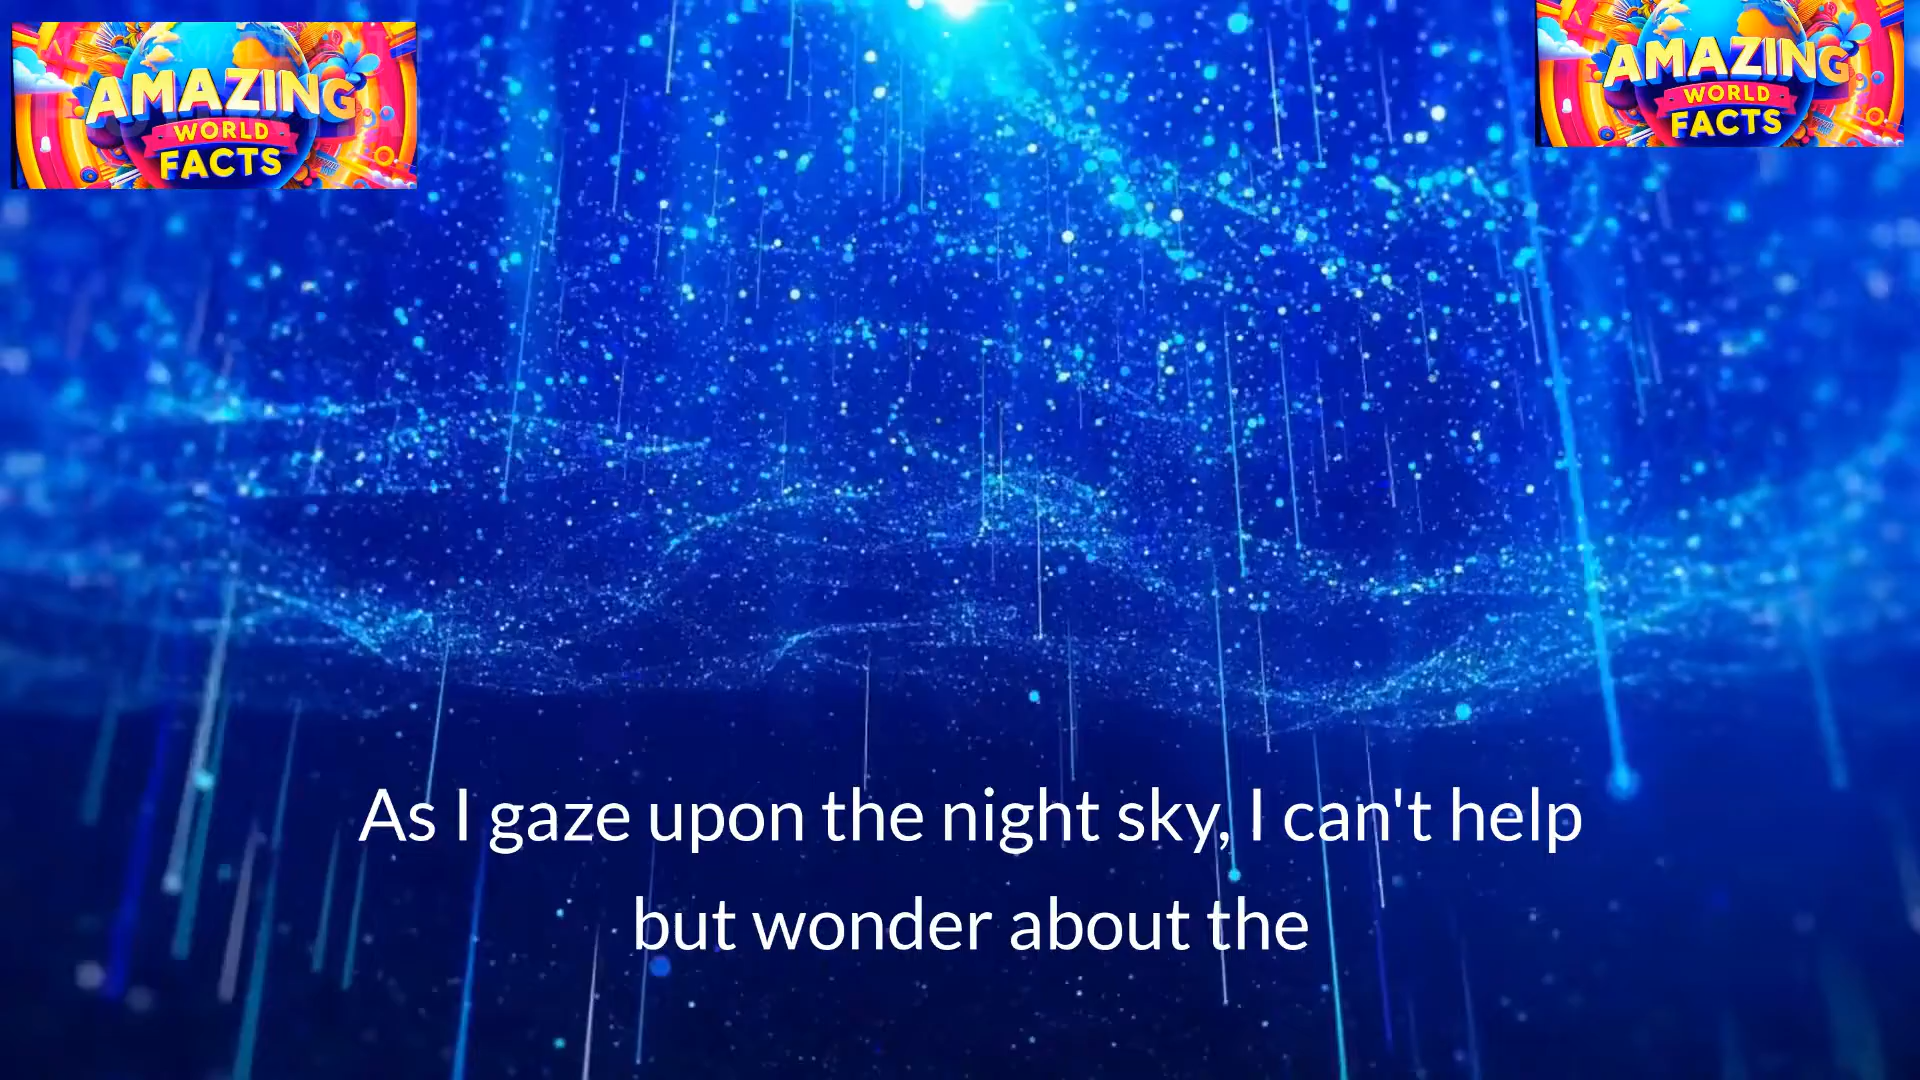 AMAZING
WORLD
FACTS
AMAZING
WORLD
FACTS
As I gaze upon the night sky, I can't help
but wonder about the